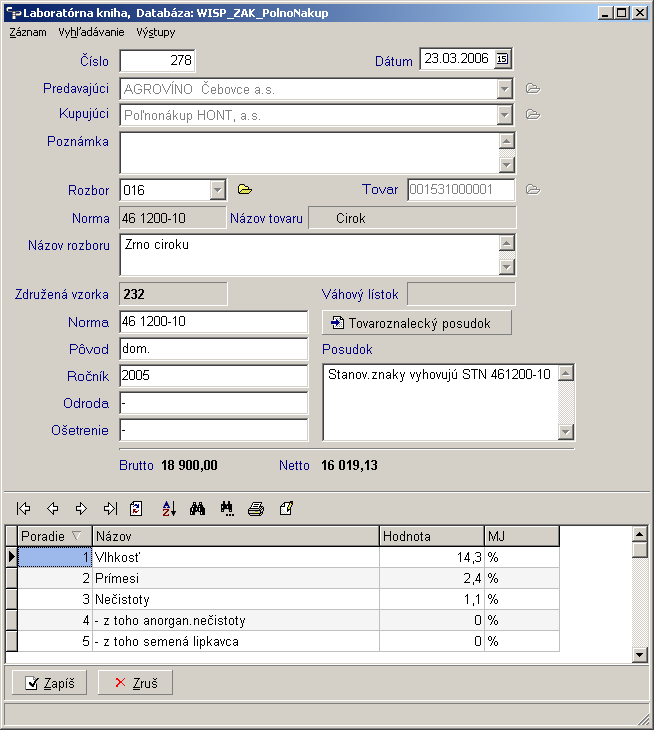 Laboratórna kniha, Databáza: WISP_ZAK_PolnoNakup
Záznam Vyhľadávanie Výstupy
Číslo 278 Dátum 23.03.2006 15
Predavajúci AGROVÍNO Čebovce a.s.
Kupujúci Poľnonákup HONT, a.s.
Poznámka
Rozbor 016 Tovar 001531000001
Norma 46 1200-10 Názov tovaru Cirok
Názov rozboru Zrno ciroku
Združená vzorka 232 Váhový lístok
Norma 46 1200-10 Tovaroznalecký posudok
Pôvod dom. Posudok
Ročník 2005 Stanov.znaky vyhovujú STN 461200-10
Odroda -
Ošetrenie -
Brutto 18 900,00 Netto 16 019,13
Poradie Názov Hodnota MJ
1 Vlhkosť 14,3 %
2 Prímesi 2,4 %
3 Nečistoty 1,1 %
4 - z toho anorgan.nečistoty 0 %
5 - z toho semená lipkavca 0 %
Zapíš Zruš